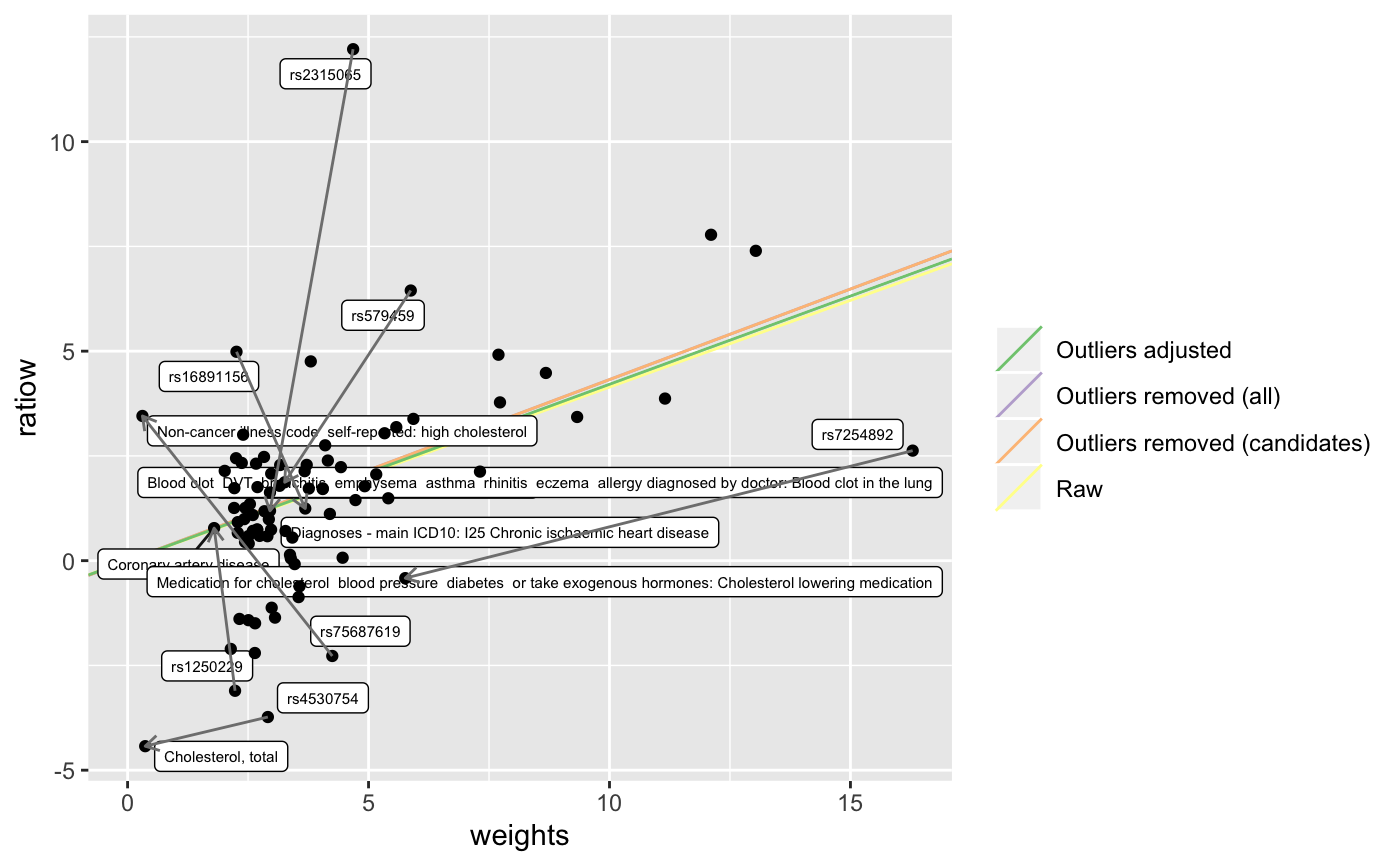 rs2315065
10
rs579459
5
rs16891156
Non-cancer illness code self-reported: high cholesterol
rs7254892
Blood clot DVT bronchitis emphysema asthma rhinitis eczema allergy diagnosed by doctor: Blood clot in the lung
Diagnoses - main ICD10: I25 Chronic ischaemic heart disease
0
Coronary artery disease
Medication for cholesterol blood pressure diabetes or take exogenous hormones: Cholesterol lowering medication
rs75687619
rs1250229
rs4530754
Cholesterol, total
-5
0 5 10 15
weights
ratiow
Outliers adjusted
Outliers removed (all)
Outliers removed (candidates)
Raw